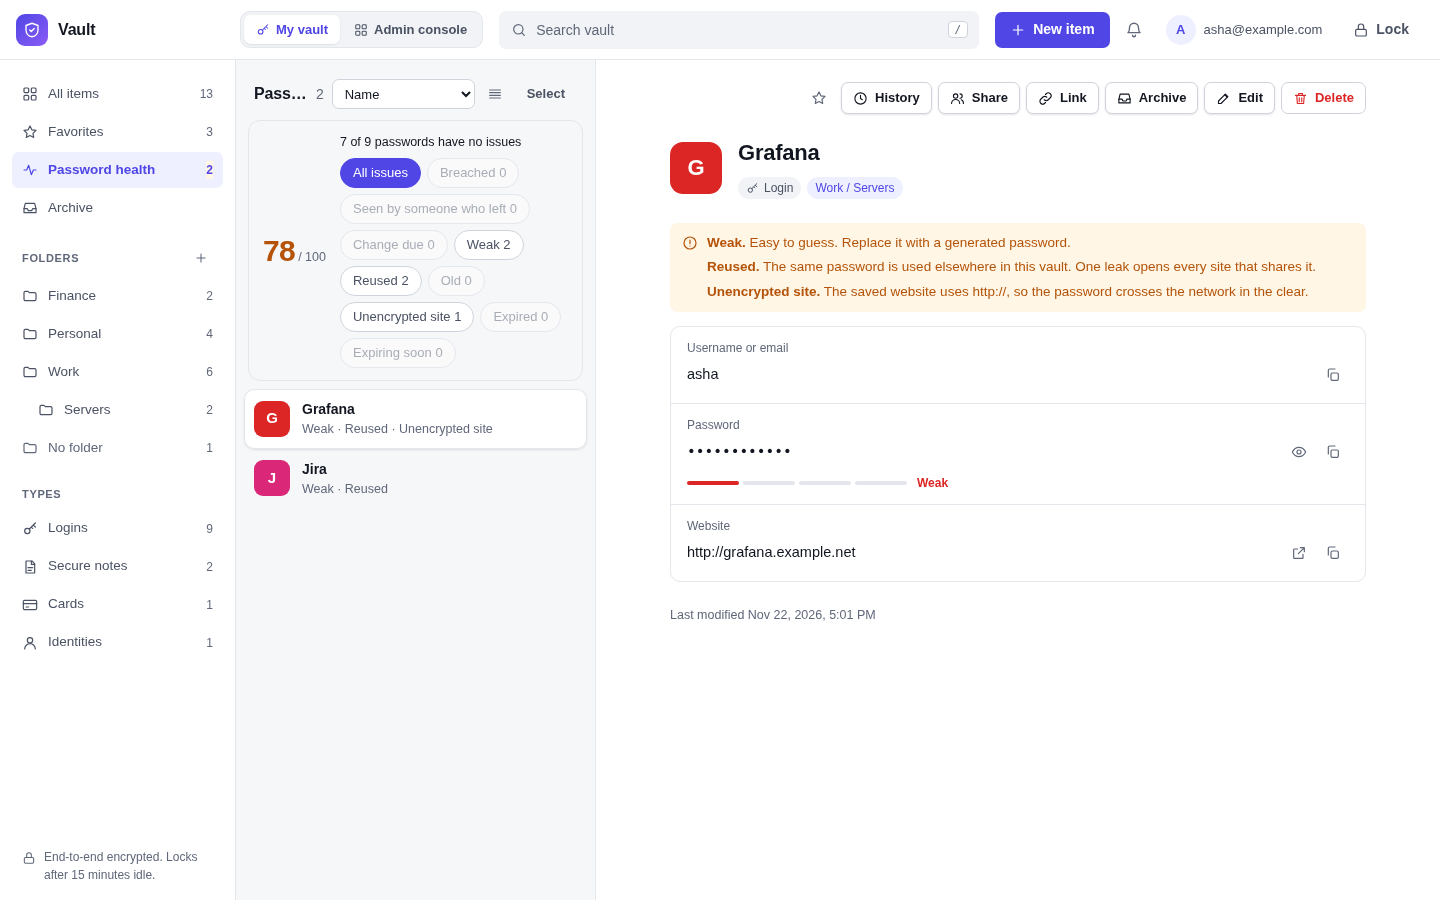 Vault
My vault
Admin console
Search vault
/
New item
A
asha@example.com
Lock
All items 13
Favorites 3
Password health 2
Archive
FOLDERS
Finance 2
Personal 4
Work 6
Servers 2
No folder 1
TYPES
Logins 9
Secure notes 2
Cards 1
Identities 1
End-to-end encrypted. Locks
after 15 minutes idle.
Pass… 2 Name Select
78 / 100
7 of 9 passwords have no issues
All issues Breached 0
Seen by someone who left 0
Change due 0 Weak 2
Reused 2 Old 0
Unencrypted site 1 Expired 0
Expiring soon 0
G
Grafana
Weak · Reused · Unencrypted site
J
Jira
Weak · Reused
History Share Link Archive Edit Delete
G
Grafana
Login Work / Servers
Weak. Easy to guess. Replace it with a generated password.
Reused. The same password is used elsewhere in this vault. One leak opens every site that shares it.
Unencrypted site. The saved website uses http://, so the password crosses the network in the clear.
Username or email
asha
Password
••••••••••••
Weak
Website
http://grafana.example.net
Last modified Nov 22, 2026, 5:01 PM